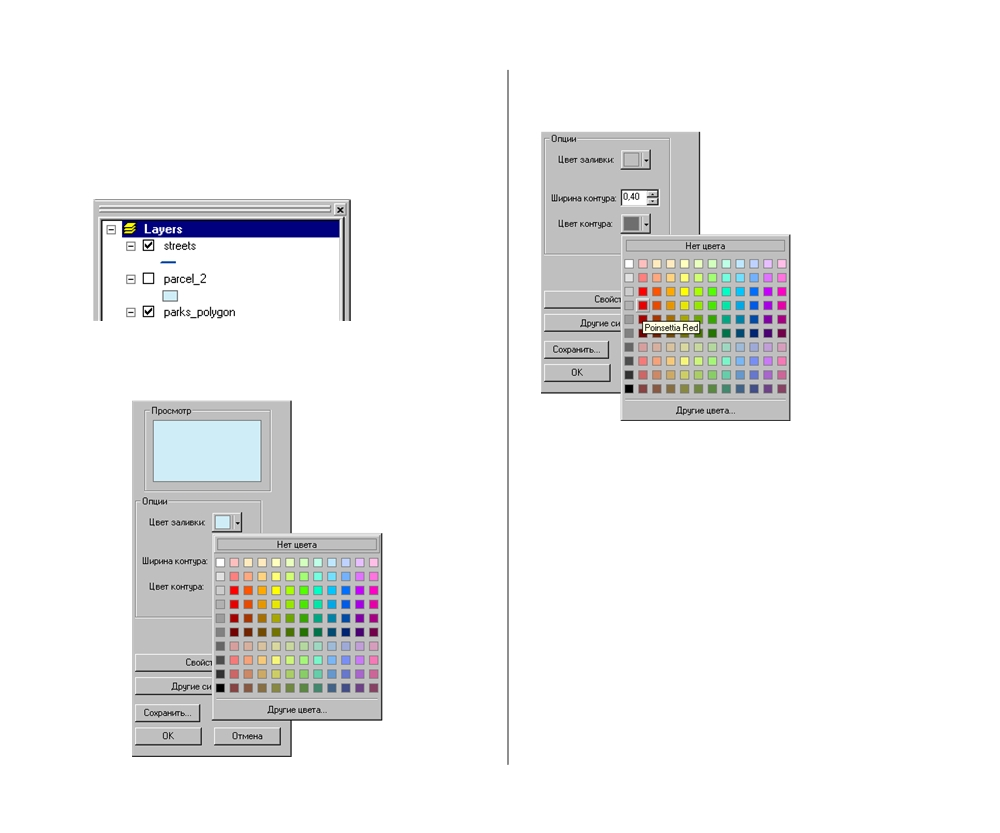 Layers
streets
parcel_2
parks_polygon
Просмотр
Опции
Цвет заливки:
Нет цвета
Ширина контура:
Цвет контура:
Свойст
Другие си
Другие цвета...
Сохранить...
OK
Отмена
Опции
Цвет заливки:
Ширина контура: 0,40
Цвет контура:
Нет цвета
Свойст
Другие си
Poinsettia Red
Сохранить...
OK
Другие цвета...